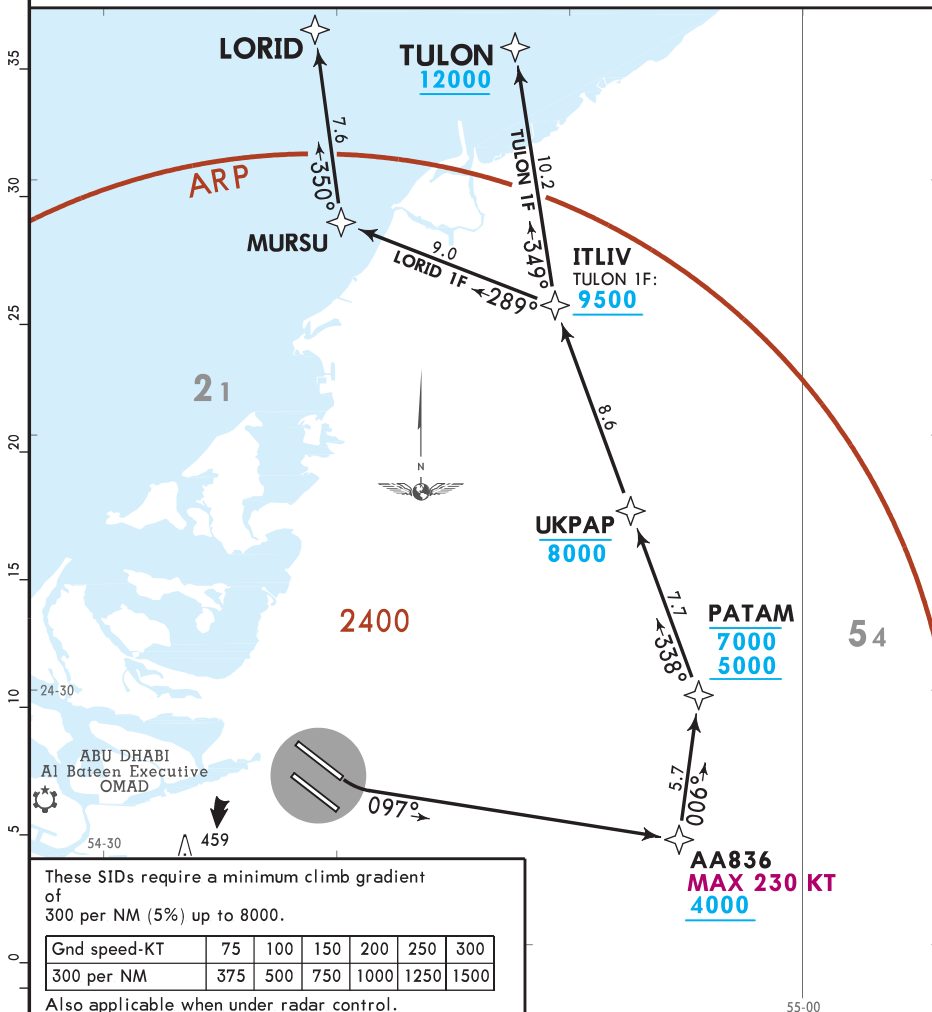 LORID
TULON
12000
7.6
350°
ARP
TULON 1F
10.2
349°
MURSU
9.0
LORID 1F
289°
ITLIV
TULON 1F:
9500
21
8.6
N
UKPAP
8000
7.7
338°
PATAM
7000
5000
2400
54
24-30
ABU DHABI
Al Bateen Executive
OMAD
097°
5.7
006°
459
54-30
AA836
MAX 230 KT
4000
35
30
25
20
15
10
5
0
These SIDs require a minimum climb gradient
of
300 per NM (5%) up to 8000.
Gnd speed-KT 75 100 150 200 250 300
300 per NM 375 500 750 1000 1250 1500
Also applicable when under radar control.
55-00